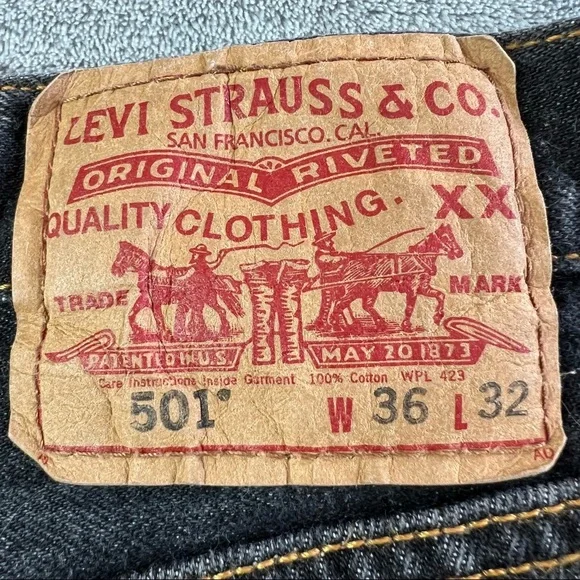 LEVI STRAUSS & CO.
SAN FRANCISCO. CAL.
ORIGINAL RIVETED
QUALITY CLOTHING. XX
TRADE MARK
PATENTED IN U.S. MAY 20 1873
Care Instructions Inside Garment 100% Cotton WPL 423
501® W 36 L 32